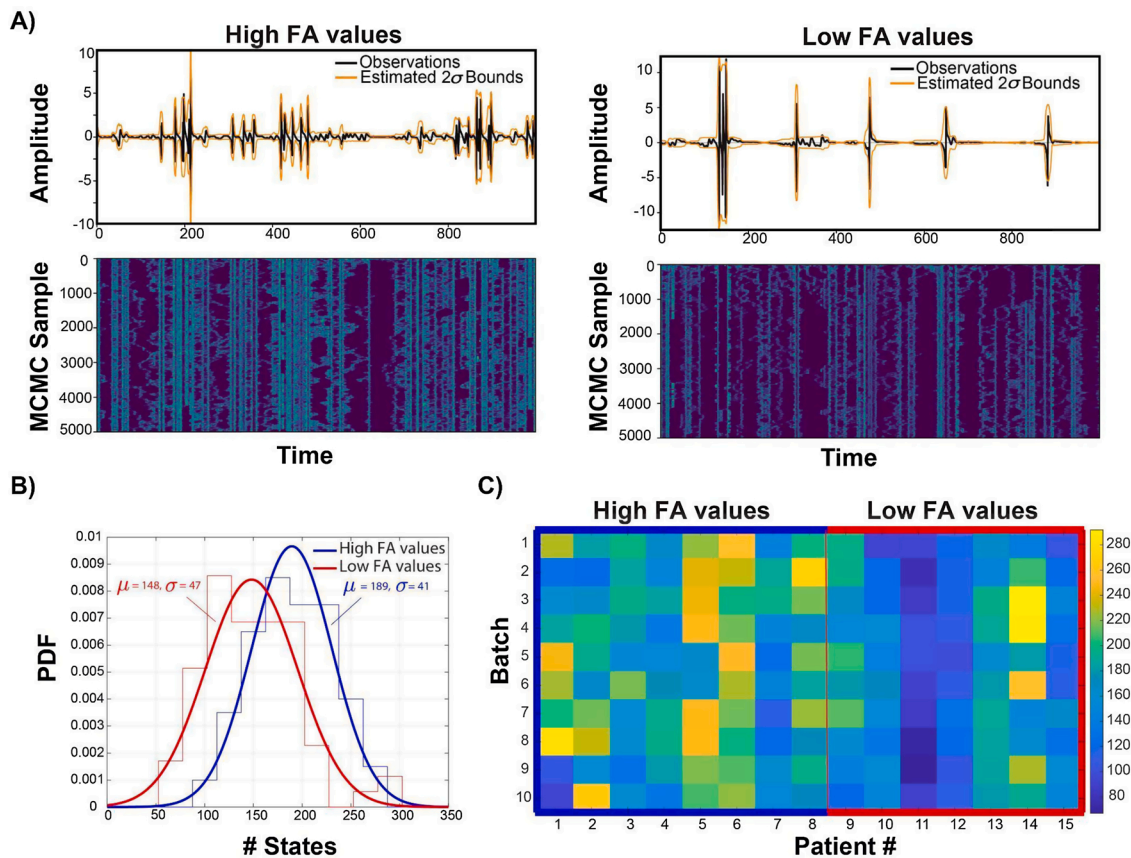 A)
High FA values
Low FA values
Amplitude
10
5
0
-5
-10
Observations
Estimated 2σ Bounds
0 200 400 600 800
Amplitude
10
5
0
-5
-10
Observations
Estimated 2σ Bounds
0 200 400 600 800
MCMC Sample
0
1000
2000
3000
4000
5000
Time
MCMC Sample
0
1000
2000
3000
4000
5000
Time
B)
PDF
0.01
0.009
0.008
0.007
0.006
0.005
0.004
0.003
0.002
0.001
0
High FA values
Low FA values
μ = 148, σ = 47
μ = 189, σ = 41
0 50 100 150 200 250 300 350
# States
C)
High FA values
Low FA values
Batch
1
2
3
4
5
6
7
8
9
10
1 2 3 4 5 6 7 8 9 10 11 12 13 14 15
Patient #
280
260
240
220
200
180
160
140
120
100
80